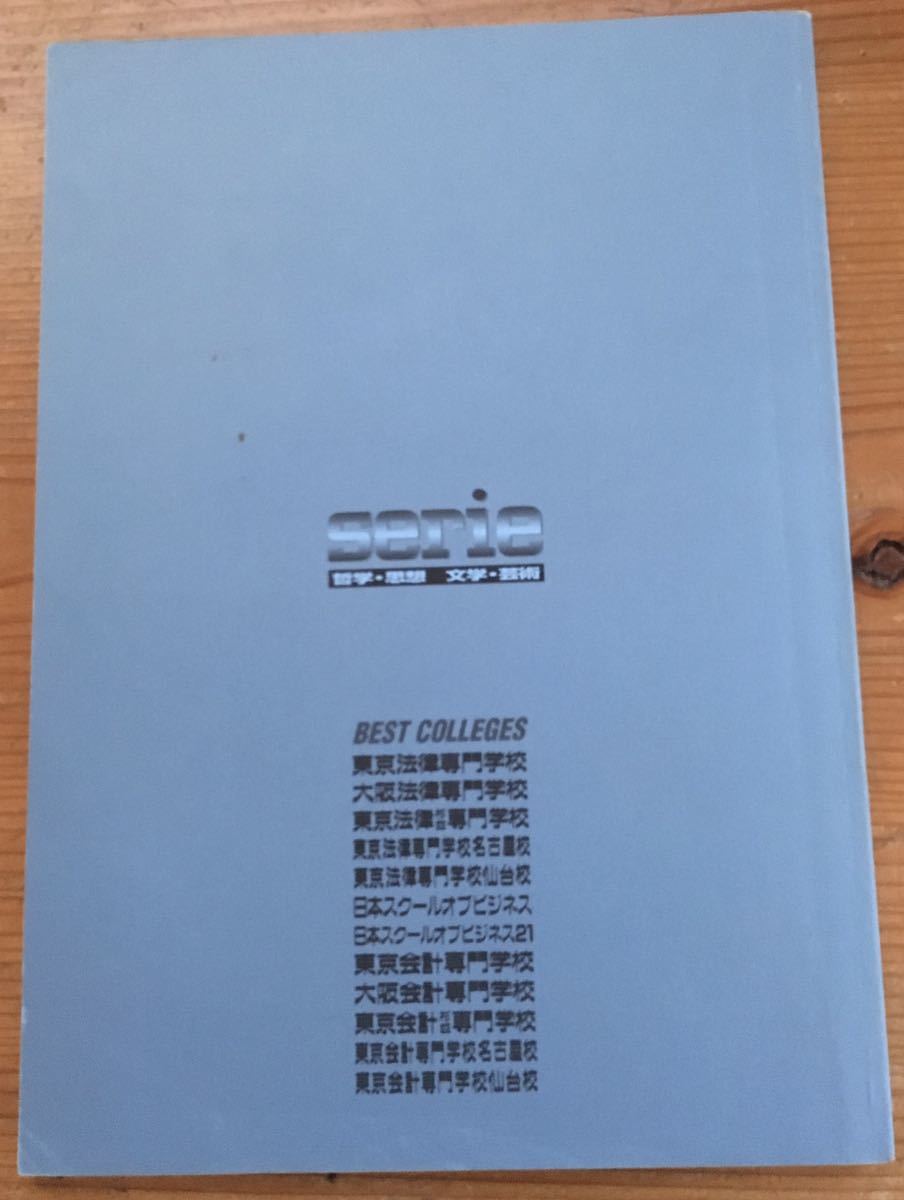 serie
哲学・思想 文学・芸術
BEST COLLEGES
東京法律専門学校
大阪法律専門学校
東京法律専門学校
東京法律専門学校名古屋校
東京法律専門学校仙台校
日本スクールオブビジネス
日本スクールオブビジネス21
東京会計専門学校
大阪会計専門学校
東京会計専門学校
東京会計専門学校名古屋校
東京会計専門学校仙台校